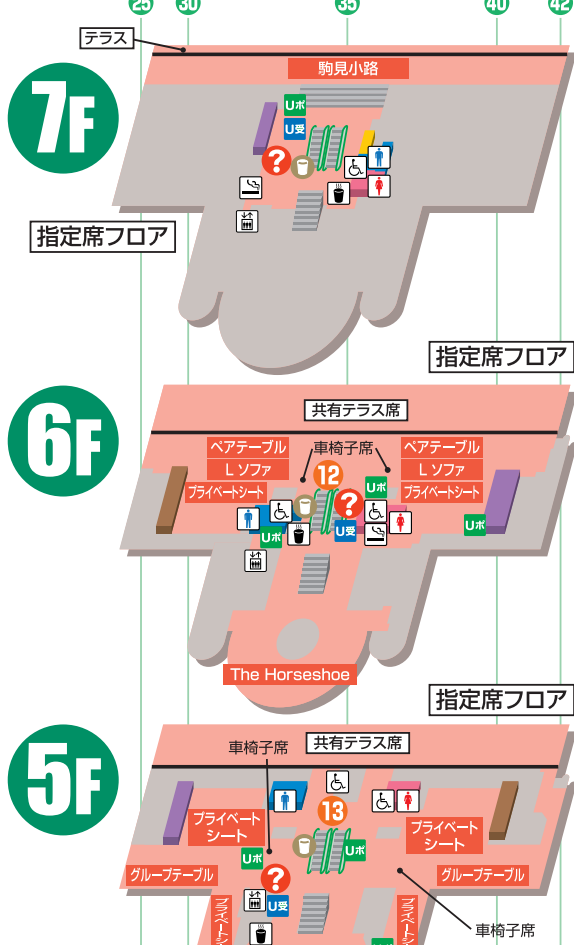 25 30 35 40 42
テラス
駒見小路
7F
Uポ
U受
?
指定席フロア
指定席フロア
6F
共有テラス席
ペアテーブル 車椅子席 ペアテーブル
L ソファ L ソファ
プライベートシート 12 プライベートシート
Uポ
?
U受
Uポ
Uポ
The Horseshoe
指定席フロア
5F
車椅子席 共有テラス席
13
プライベート
シート
プライベート
シート
Uポ Uポ
グループテーブル ? グループテーブル
U受
車椅子席